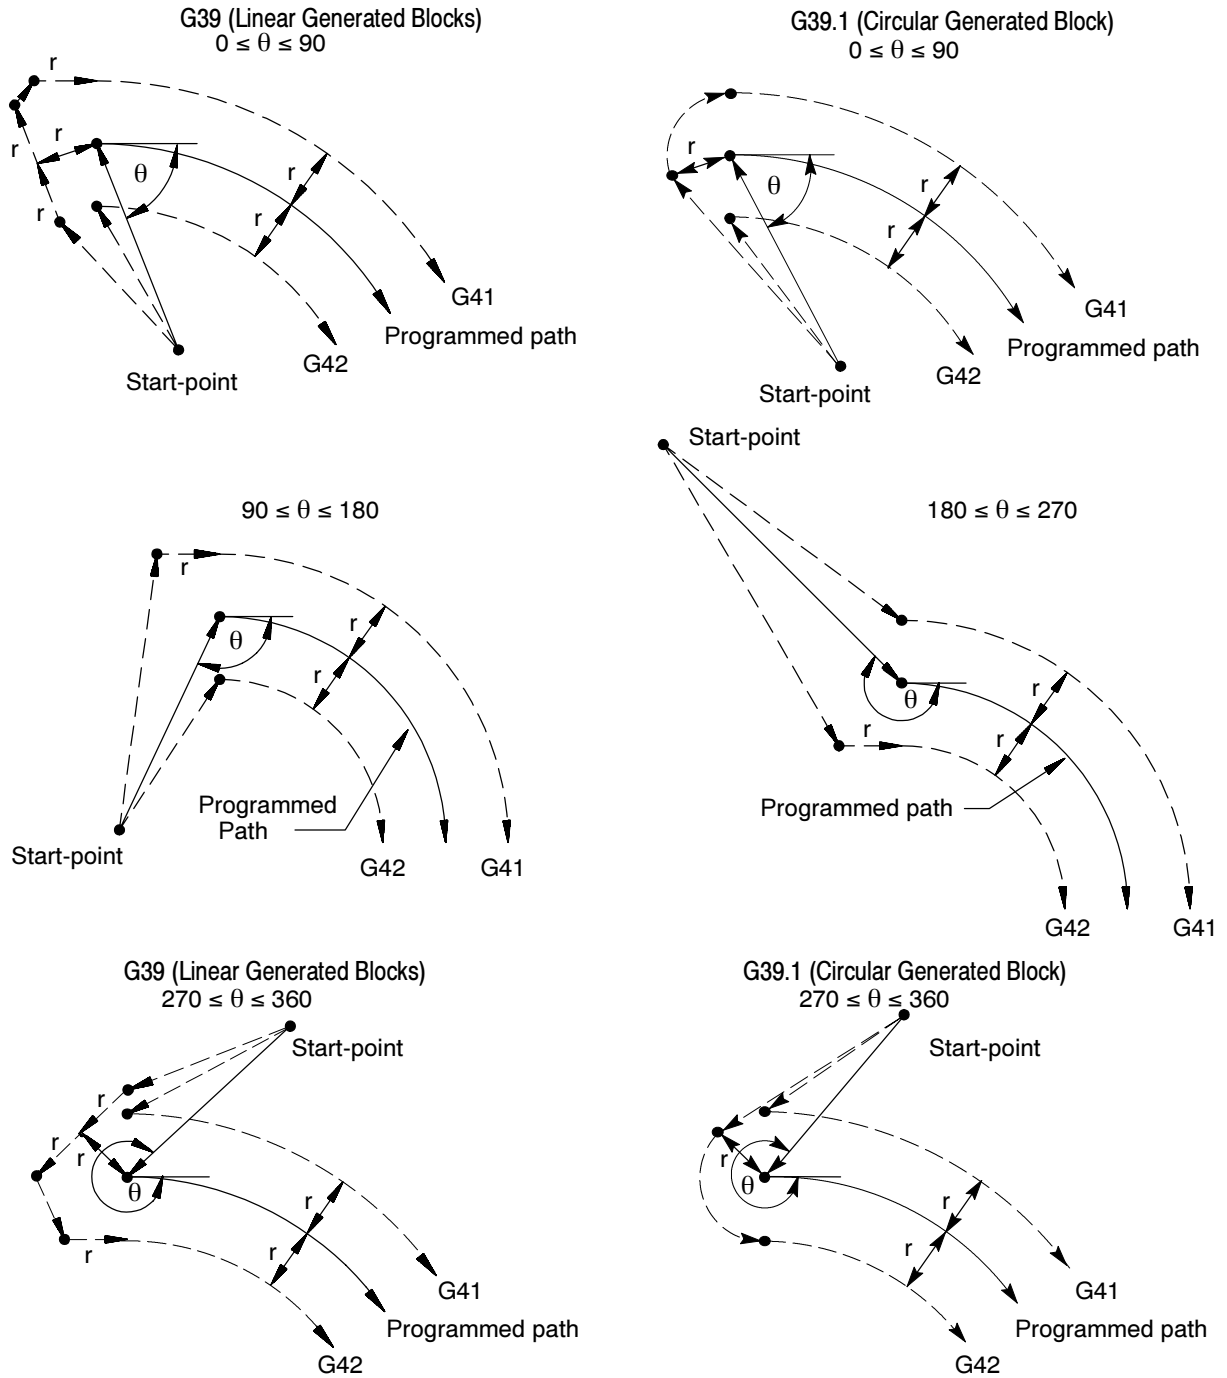 G39 (Linear Generated Blocks)
0 ≤ θ ≤ 90
r
r
r
r
θ
r
r
G41
Programmed path
G42
Start-point
G39.1 (Circular Generated Block)
0 ≤ θ ≤ 90
r
θ
r
r
G41
Programmed path
G42
Start-point
90 ≤ θ ≤ 180
r
θ
r
r
Programmed
Path
Start-point
G42
G41
Start-point
180 ≤ θ ≤ 270
θ
r
r
r
Programmed path
G42
G41
G39 (Linear Generated Blocks)
270 ≤ θ ≤ 360
Start-point
r
r
r
θ
r
r
r
G41
Programmed path
G42
G39.1 (Circular Generated Block)
270 ≤ θ ≤ 360
Start-point
r
θ
r
r
G41
Programmed path
G42